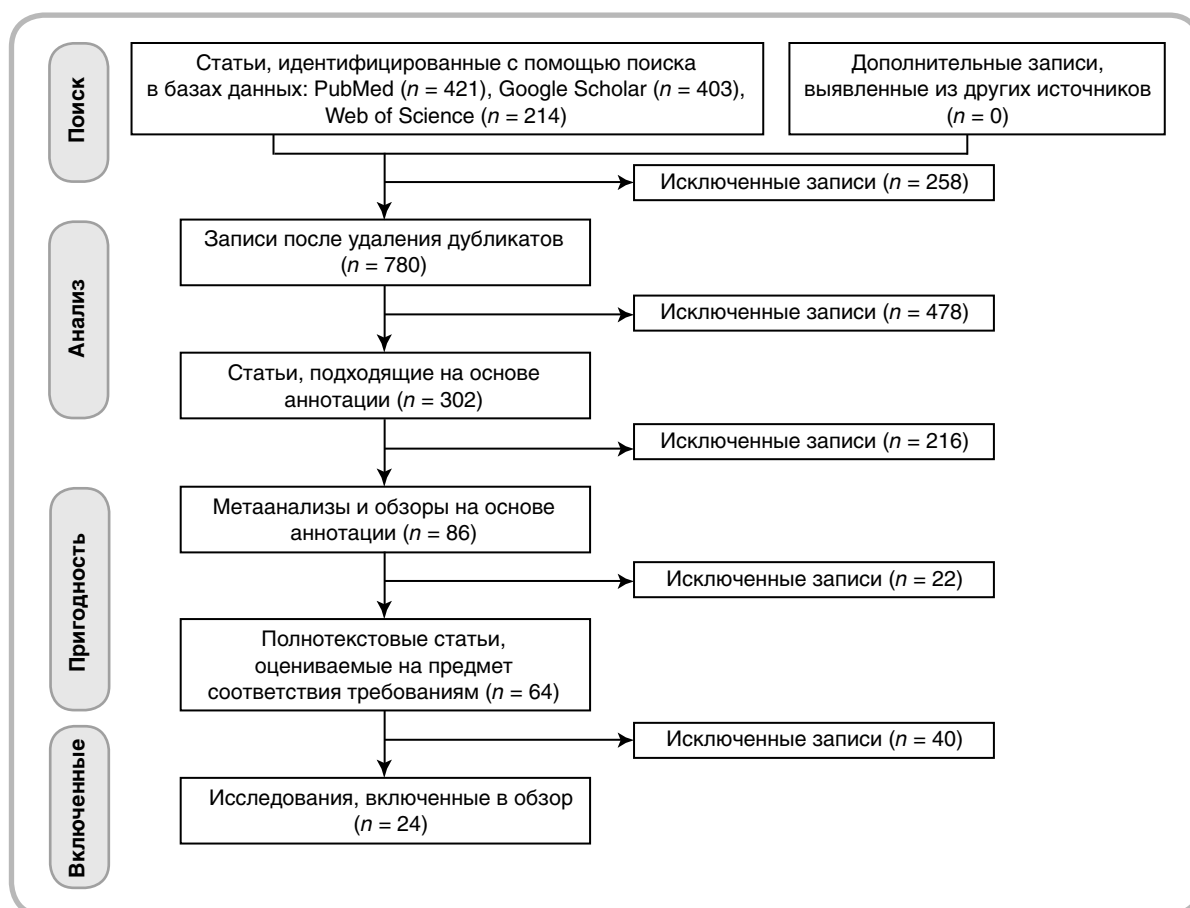 Поиск
Статьи, идентифицированные с помощью поиска
в базах данных: PubMed (n = 421), Google Scholar (n = 403),
Web of Science (n = 214)
Дополнительные записи,
выявленные из других источников
(n = 0)
Исключенные записи (n = 258)
Анализ
Записи после удаления дубликатов
(n = 780)
Исключенные записи (n = 478)
Статьи, подходящие на основе
аннотации (n = 302)
Исключенные записи (n = 216)
Пригодность
Метаанализы и обзоры на основе
аннотации (n = 86)
Исключенные записи (n = 22)
Полнотекстовые статьи,
оцениваемые на предмет
соответствия требованиям (n = 64)
Включенные
Исключенные записи (n = 40)
Исследования, включенные в обзор
(n = 24)